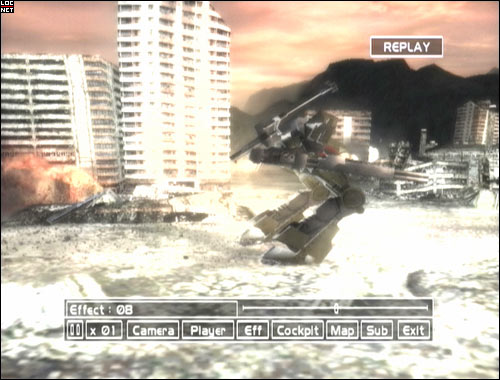 LOC
NET
REPLAY
Effect : 08
x 01 Camera Player Eff Cockpit Map Sub Exit